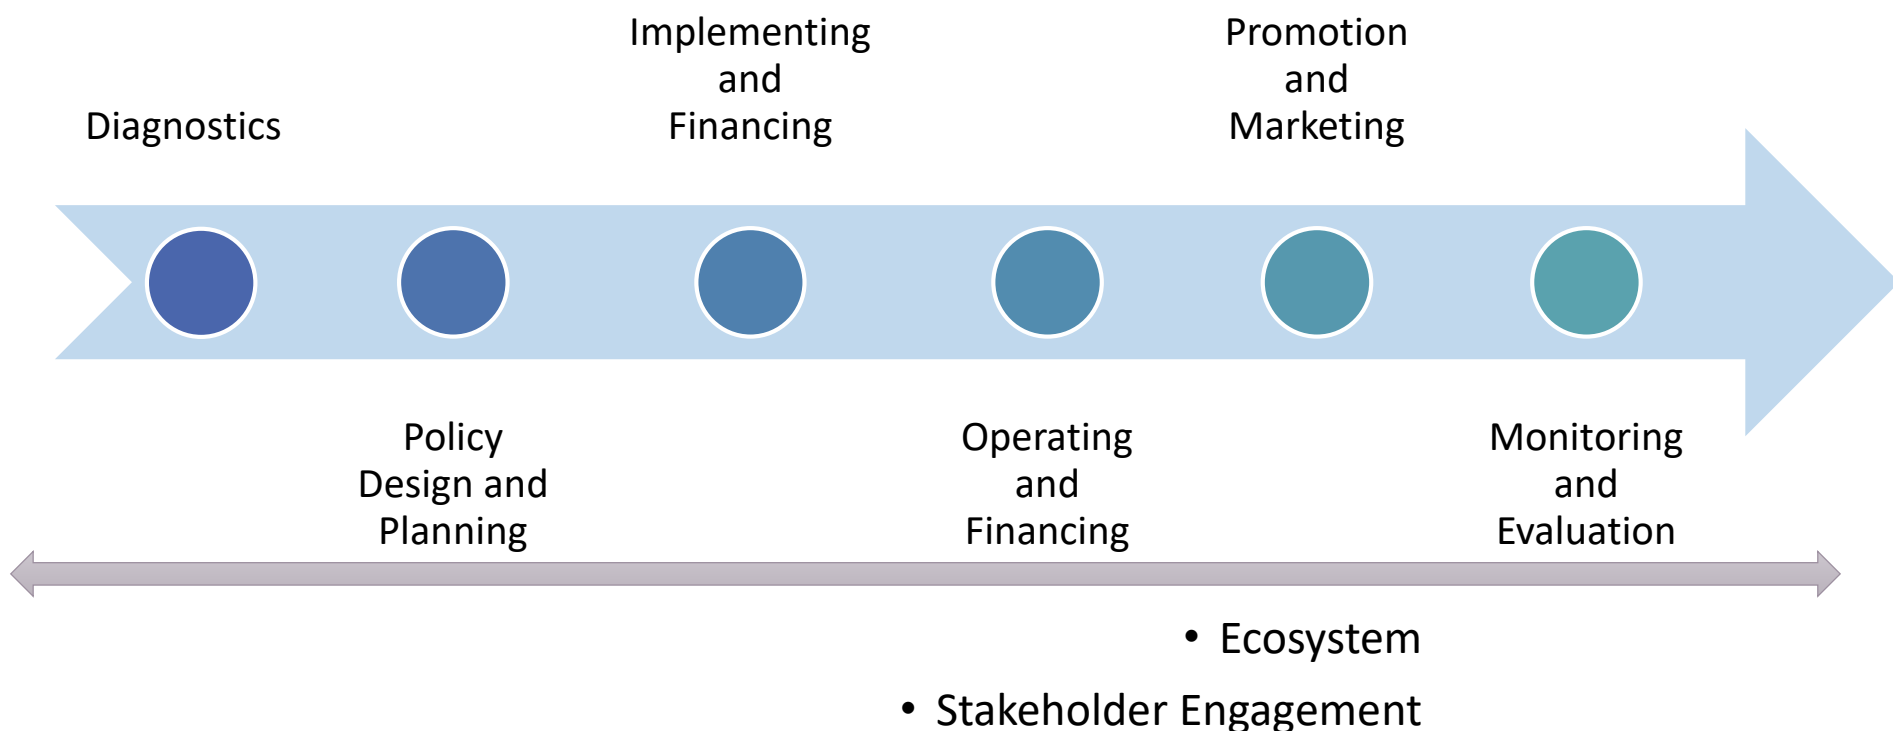 Diagnostics
Policy
Design and
Planning
Implementing
and
Financing
Operating
and
Financing
Promotion
and
Marketing
Monitoring
and
Evaluation
• Ecosystem
• Stakeholder Engagement